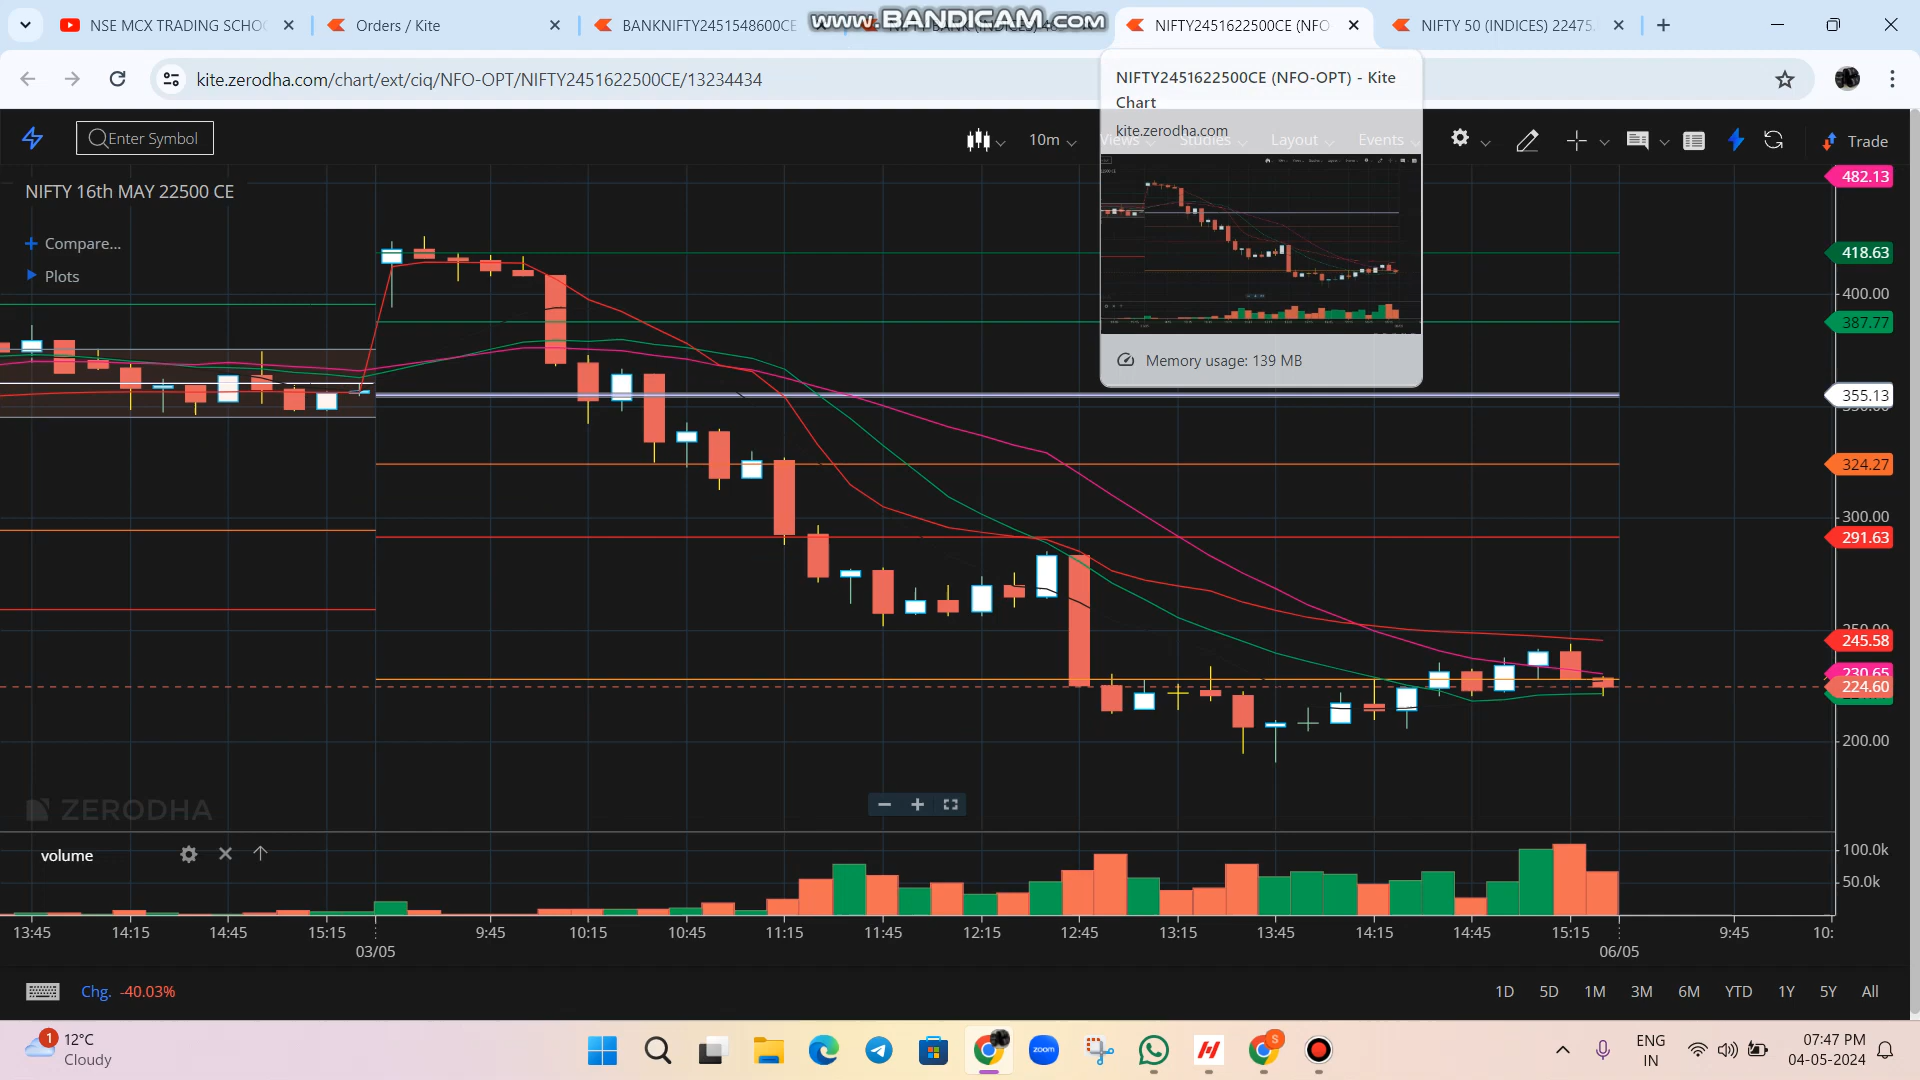 NSE MCX TRADING SCHO
Orders / Kite
BANKNIFTY2451548600CE
www.BANDICAM.com
NIFTY2451622500CE (NFO
NIFTY 50 (INDICES) 22475.
kite.zerodha.com/chart/ext/ciq/NFO-OPT/NIFTY2451622500CE/13234434
NIFTY2451622500CE (NFO-OPT) - Kite
Chart
kite.zerodha.com
Memory usage: 139 MB
Enter Symbol
10m
Views
Studies
Layout
Events
Trade
NIFTY 16th MAY 22500 CE
Compare...
Plots
482.13
418.63
400.00
387.77
355.13
324.27
300.00
291.63
245.58
230.65
224.60
200.00
ZERODHA
volume
100.0k
50.0k
13:45
14:15
14:45
15:15
9:45
10:15
10:45
11:15
11:45
12:15
12:45
13:15
13:45
14:15
14:45
15:15
9:45
10:
03/05
06/05
Chg. -40.03%
1D
5D
1M
3M
6M
YTD
1Y
5Y
All
1
12°C
Cloudy
zoom
S
ENG
IN
07:47 PM
04-05-2024